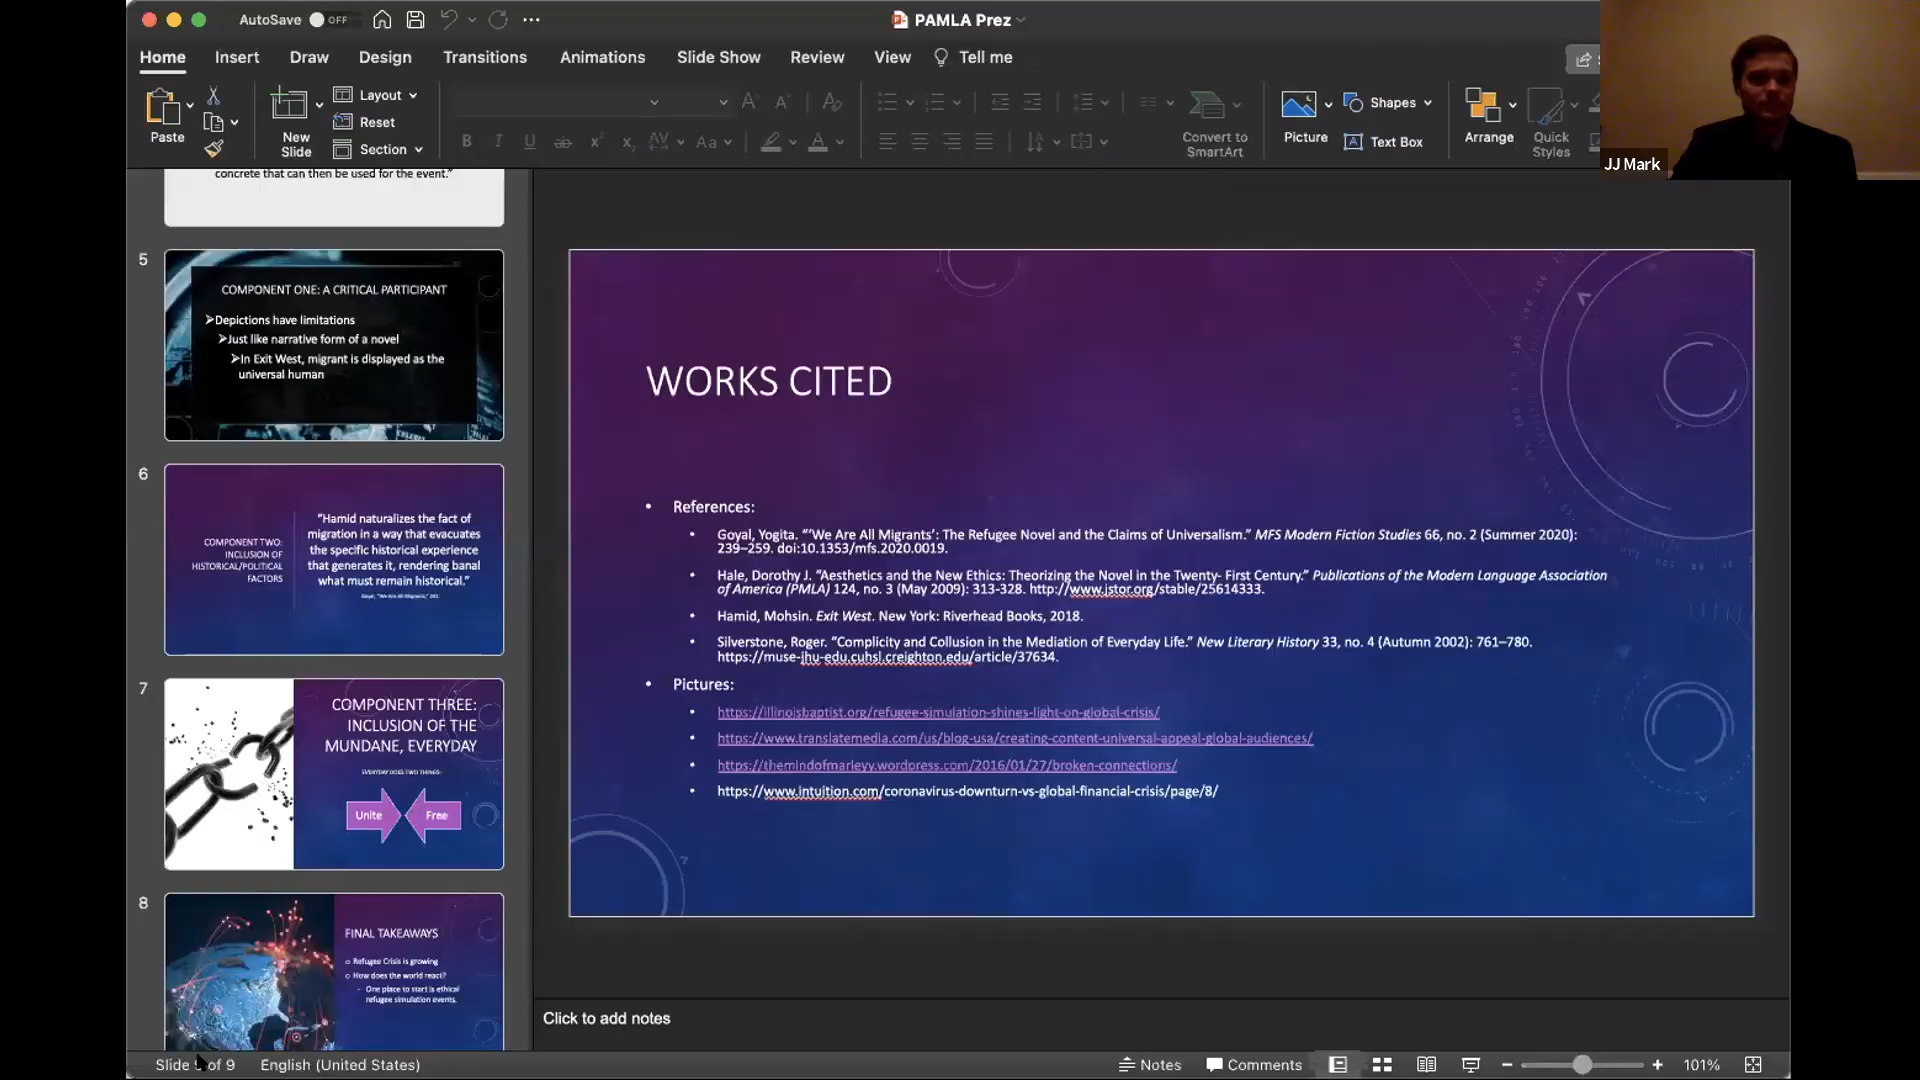 AutoSave OFF
PAMLA Prez
Home Insert Draw Design Transitions Animations Slide Show Review View Tell me
Paste
New Slide
Layout
Reset
Section
Convert to SmartArt
Picture
Shapes
Text Box
Arrange
Quick Styles
JJ Mark
concrete that can then be used for the event."
5
COMPONENT ONE: A CRITICAL PARTICIPANT
Depictions have limitations
Just like narrative form of a novel
In Exit West, migrant is displayed as the
universal human
6
COMPONENT TWO:
INCLUSION OF
HISTORICAL/POLITICAL
FACTORS
"Hamid naturalizes the fact of
migration in a way that evacuates
the specific historical experience
that generates it, rendering banal
what must remain historical."
7
COMPONENT THREE:
INCLUSION OF THE
MUNDANE, EVERYDAY
EVERYDAY DOES TWO THINGS:
Unite
Free
8
FINAL TAKEAWAYS
Refugee Crisis is growing
How does the world react?
One place to start is ethical
refugee simulation events.
WORKS CITED
• References:
• Goyal, Yogita. “‘We Are All Migrants’: The Refugee Novel and the Claims of Universalism.” MFS Modern Fiction Studies 66, no. 2 (Summer 2020):
239–259. doi:10.1353/mfs.2020.0019.
• Hale, Dorothy J. “Aesthetics and the New Ethics: Theorizing the Novel in the Twenty- First Century.” Publications of the Modern Language Association
of America (PMLA) 124, no. 3 (May 2009): 313-328. http://www.jstor.org/stable/25614333.
• Hamid, Mohsin. Exit West. New York: Riverhead Books, 2018.
• Silverstone, Roger. “Complicity and Collusion in the Mediation of Everyday Life.” New Literary History 33, no. 4 (Autumn 2002): 761–780.
https://muse-jhu-edu.cuhsl.creighton.edu/article/37634.
• Pictures:
• https://illinoisbaptist.org/refugee-simulation-shines-light-on-global-crisis/
• https://www.translatemedia.com/us/blog-usa/creating-content-universal-appeal-global-audiences/
• https://themindofmarleyy.wordpress.com/2016/01/27/broken-connections/
• https://www.intuition.com/coronavirus-downturn-vs-global-financial-crisis/page/8/
Click to add notes
Slide of 9 English (United States) Notes Comments 101%